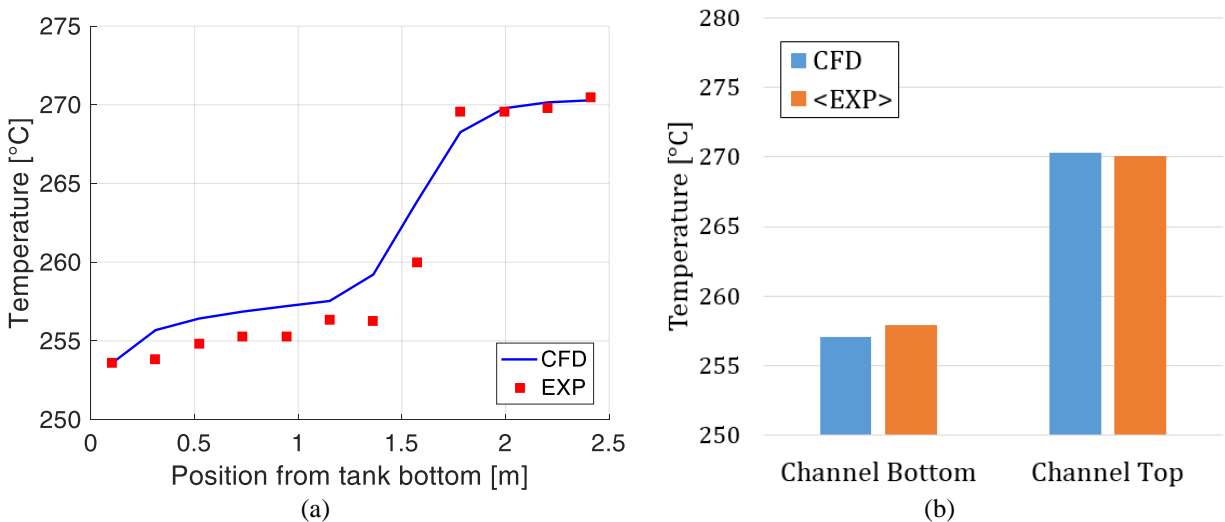 275
270
265
260
255
250
Temperature [°C]
0
0.5
1
1.5
2
2.5
Position from tank bottom [m]
CFD
EXP
(a)
280
275
270
265
260
255
250
Temperature [°C]
CFD
<EXP>
Channel Bottom
Channel Top
(b)